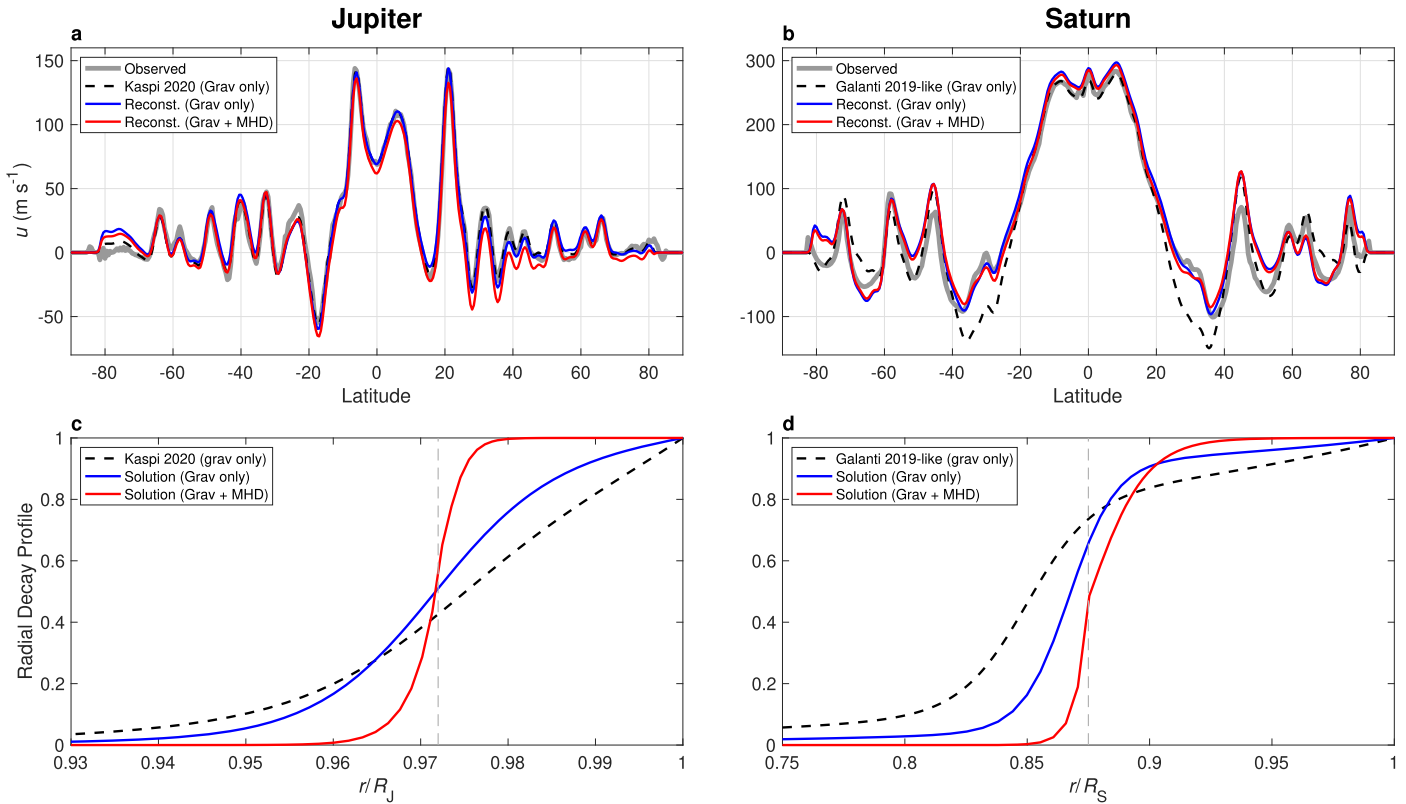 Jupiter
Saturn
a
b
Observed
Kaspi 2020 (Grav only)
Reconst. (Grav only)
Reconst. (Grav + MHD)
Observed
Galanti 2019-like (Grav only)
Reconst. (Grav only)
Reconst. (Grav + MHD)
150
100
50
0
-50
u (m s⁻¹)
300
200
100
0
-100
-80 -60 -40 -20 0 20 40 60 80
Latitude
-80 -60 -40 -20 0 20 40 60 80
Latitude
c
d
Kaspi 2020 (grav only)
Solution (Grav only)
Solution (Grav + MHD)
Galanti 2019-like (grav only)
Solution (Grav only)
Solution (Grav + MHD)
1
0.8
0.6
0.4
0.2
0
Radial Decay Profile
1
0.8
0.6
0.4
0.2
0
0.93 0.94 0.95 0.96 0.97 0.98 0.99 1
r/R_J
0.75 0.8 0.85 0.9 0.95 1
r/R_S